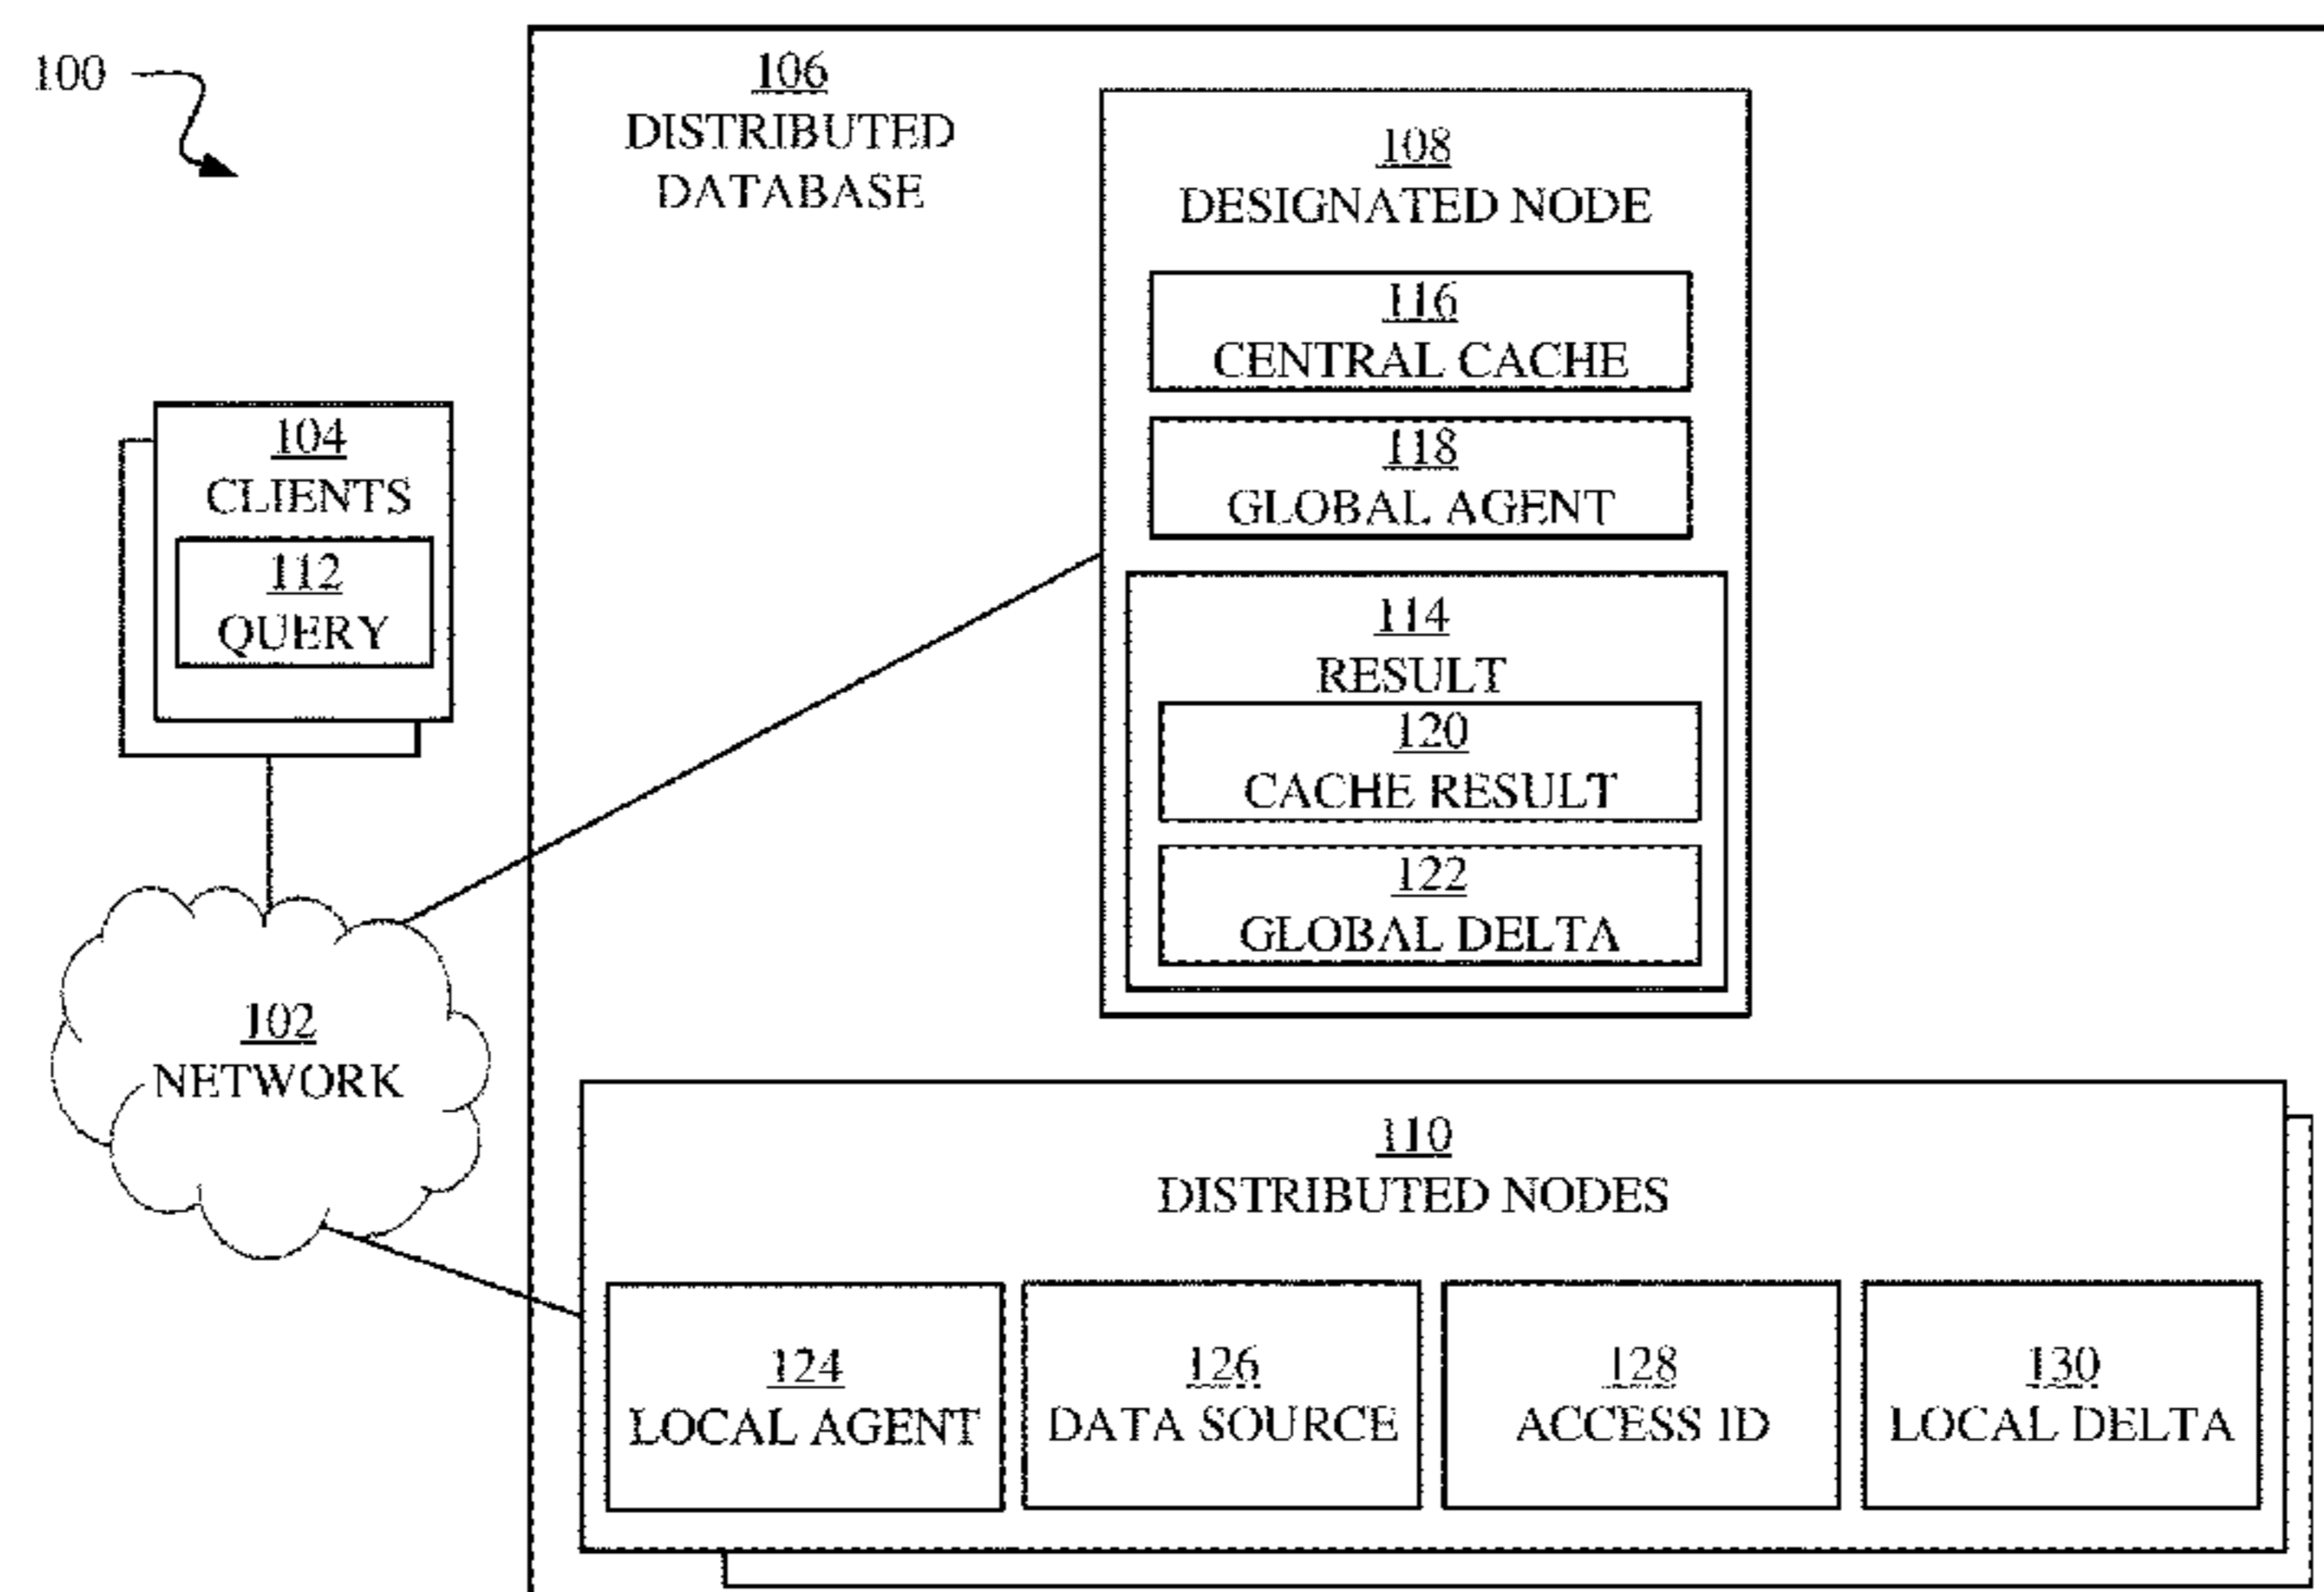 100
106
DISTRIBUTED
DATABASE
108
DESIGNATED NODE
116
CENTRAL CACHE
118
GLOBAL AGENT
114
RESULT
120
CACHE RESULT
122
GLOBAL DELTA
104
CLIENTS
112
QUERY
102
NETWORK
110
DISTRIBUTED NODES
124
LOCAL AGENT
126
DATA SOURCE
128
ACCESS ID
130
LOCAL DELTA